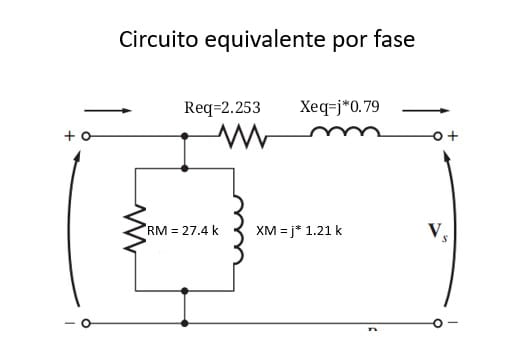 Circuito equivalente por fase
Req=2.253 Xeq=j*0.79
+ +
RM = 27.4 k XM = j* 1.21 k Vs
− −